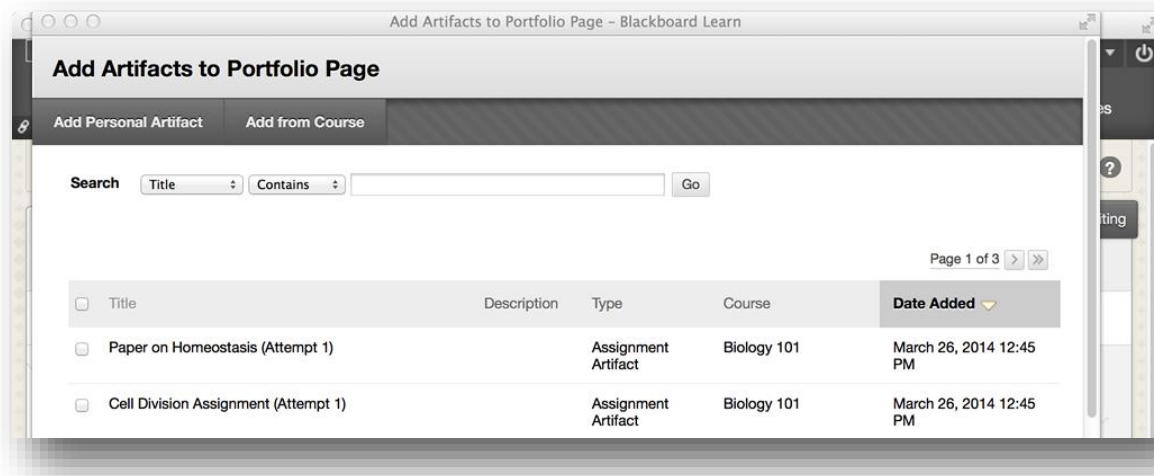 Add Artifacts to Portfolio Page – Blackboard Learn
Add Artifacts to Portfolio Page
Add Personal Artifact Add from Course
es
?
Search Title Contains Go
iting
Page 1 of 3 > >>
Title Description Type Course Date Added
Paper on Homeostasis (Attempt 1) Assignment Artifact Biology 101 March 26, 2014 12:45 PM
Cell Division Assignment (Attempt 1) Assignment Artifact Biology 101 March 26, 2014 12:45 PM